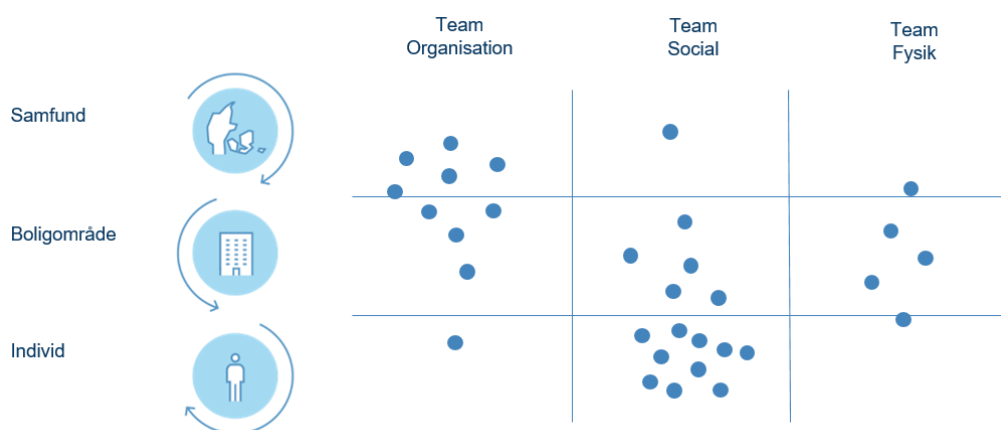 Team
Organisation
Team
Social
Team
Fysik
Samfund
Boligområde
Individ